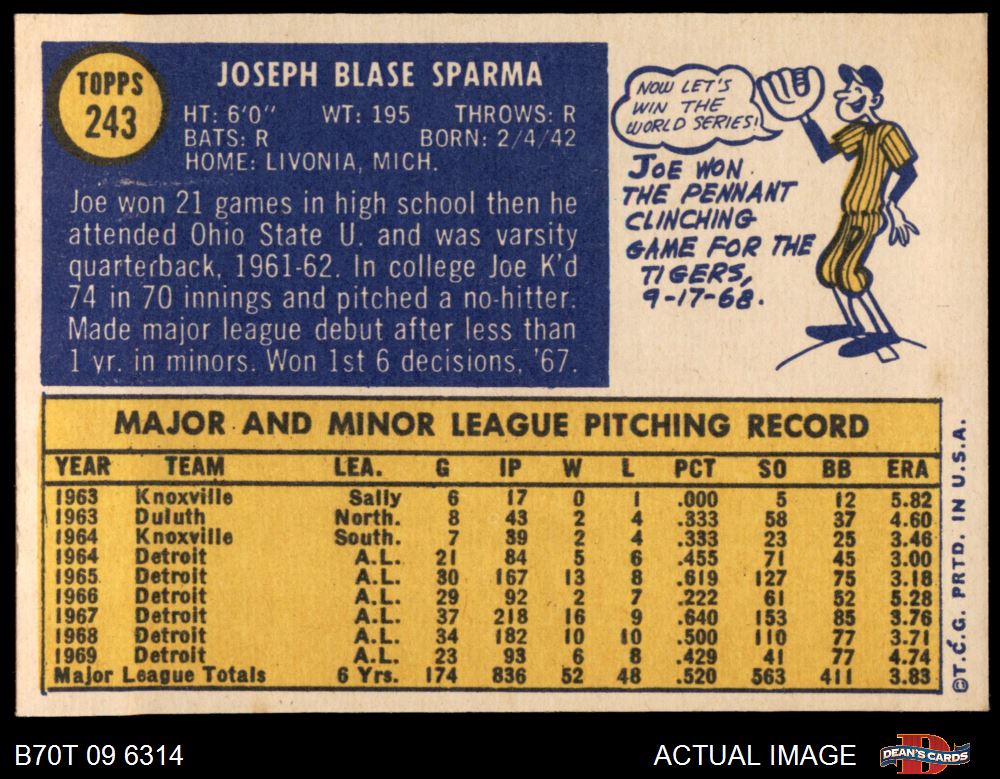 TOPPS
243
JOSEPH BLASE SPARMA
HT: 6'0" WT: 195 THROWS: R
BATS: R BORN: 2/4/42
HOME: LIVONIA, MICH.
Joe won 21 games in high school then he
attended Ohio State U. and was varsity
quarterback, 1961-62. In college Joe K'd
74 in 70 innings and pitched a no-hitter.
Made major league debut after less than
1 yr. in minors. Won 1st 6 decisions, '67.
NOW LET'S
WIN THE
WORLD SERIES!
JOE WON
THE PENNANT
CLINCHING
GAME FOR THE
TIGERS,
9-17-68.
MAJOR AND MINOR LEAGUE PITCHING RECORD
YEAR TEAM LEA. G IP W L PCT SO BB ERA
1963 Knoxville Sally 6 17 0 1 .000 5 12 5.82
1963 Duluth North. 8 43 2 4 .333 58 37 4.60
1964 Knoxville South. 7 39 2 4 .333 23 25 3.46
1964 Detroit A.L. 21 84 5 6 .455 71 45 3.00
1965 Detroit A.L. 30 167 13 8 .619 127 75 3.18
1966 Detroit A.L. 29 92 2 7 .222 61 52 5.28
1967 Detroit A.L. 37 218 16 9 .640 153 85 3.76
1968 Detroit A.L. 34 182 10 10 .500 110 77 3.71
1969 Detroit A.L. 23 93 6 8 .429 41 77 4.74
Major League Totals 6 Yrs. 174 836 52 48 .520 563 411 3.83
©T.C.G. PRTD. IN U.S.A.
B70T 09 6314
ACTUAL IMAGE
DEAN'S CARDS